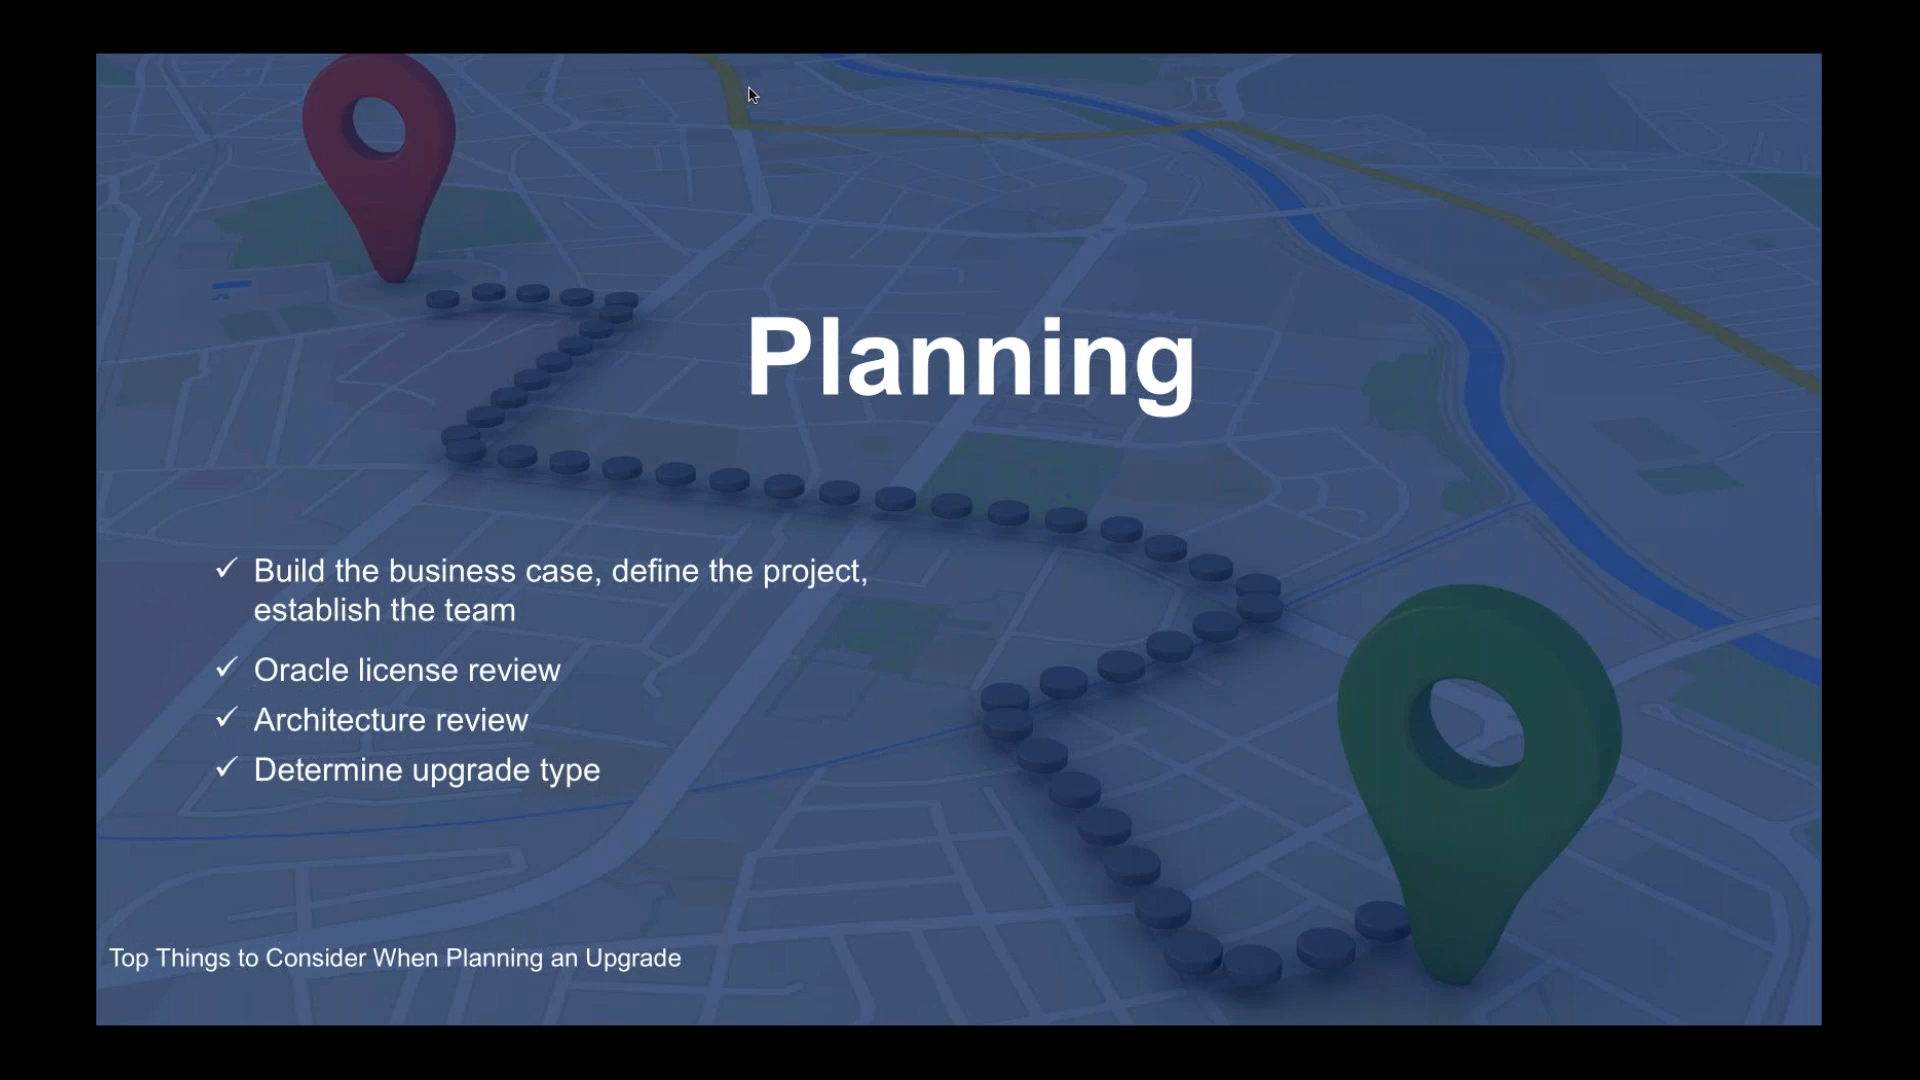 Planning
✓ Build the business case, define the project,
establish the team
✓ Oracle license review
✓ Architecture review
✓ Determine upgrade type
Top Things to Consider When Planning an Upgrade